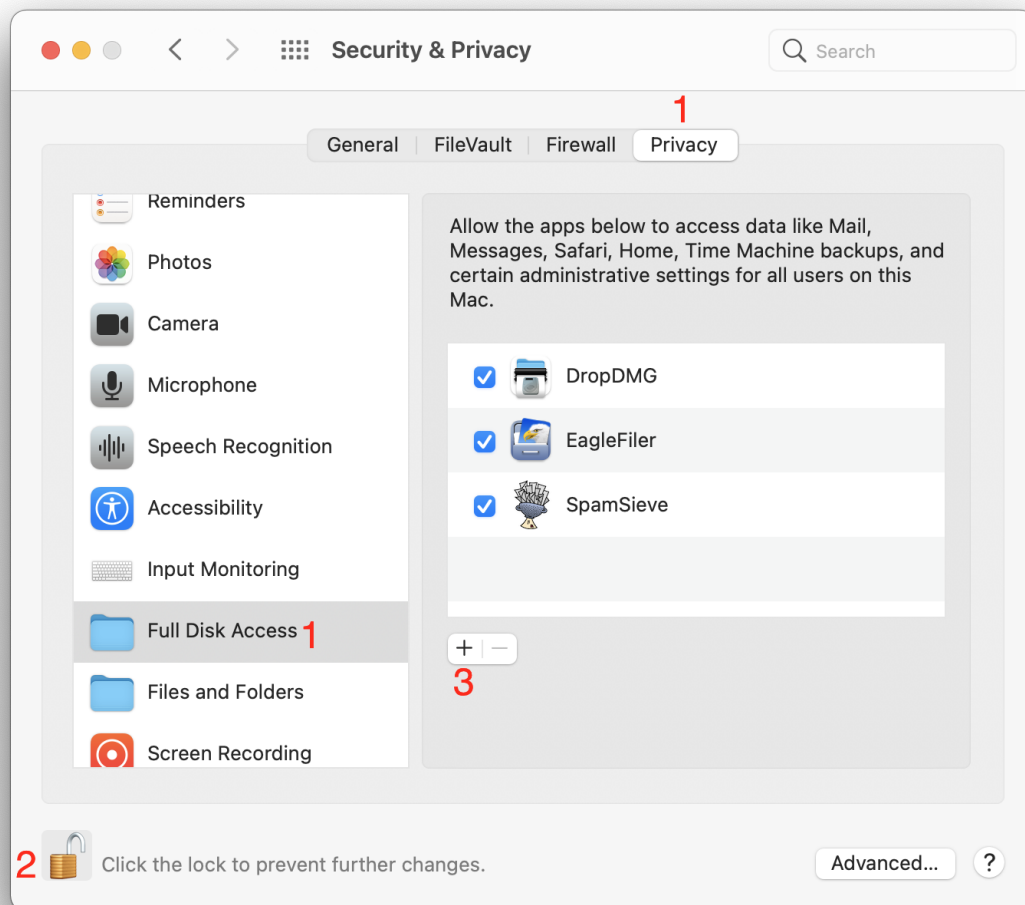 Security & Privacy
Search
1
General
FileVault
Firewall
Privacy
Reminders
Photos
Camera
Microphone
Speech Recognition
Accessibility
Input Monitoring
Full Disk Access 1
Files and Folders
Screen Recording
Allow the apps below to access data like Mail,
Messages, Safari, Home, Time Machine backups, and
certain administrative settings for all users on this
Mac.
DropDMG
EagleFiler
SpamSieve
+ −
3
2 Click the lock to prevent further changes.
Advanced...
?